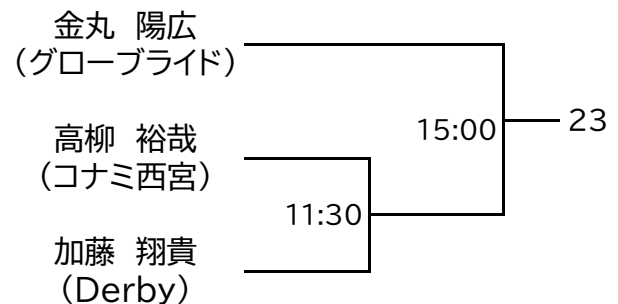 金丸　陽広
（グローブライド）
15:00
23
高柳　裕哉
（コナミ西宮）
11:30
加藤　翔貴
（Derby）